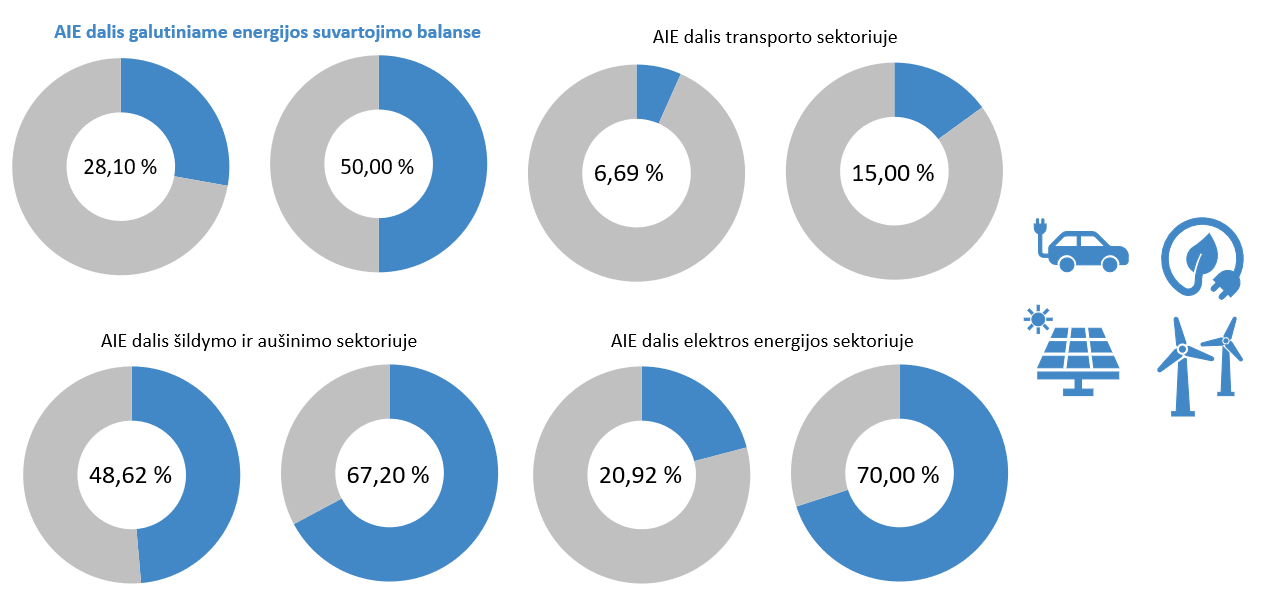 AIE dalis galutiniame energijos suvartojimo balanse
28,10 %
50,00 %
AIE dalis transporto sektoriuje
6,69 %
15,00 %
AIE dalis šildymo ir aušinimo sektoriuje
48,62 %
67,20 %
AIE dalis elektros energijos sektoriuje
20,92 %
70,00 %